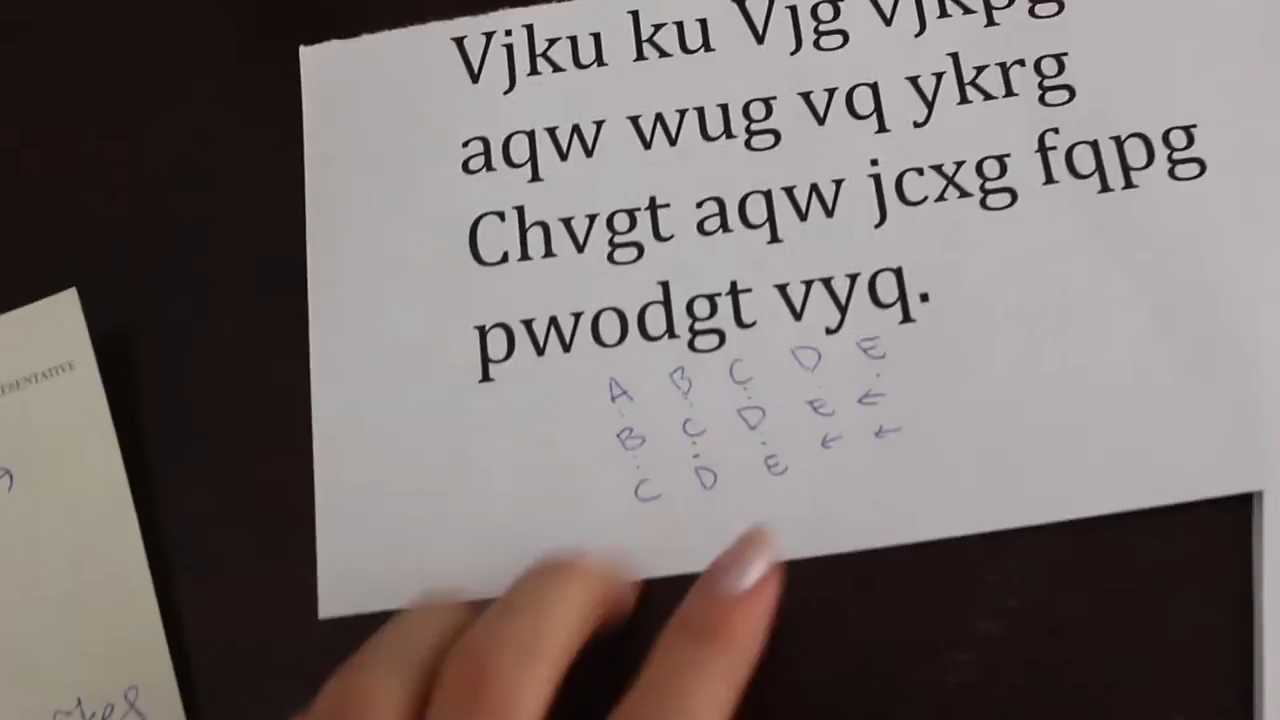 Vjku ku Vjg vjkpg
aqw wug vq ykrg
Chvgt aqw jcxg fqpg
pwodgt vyq.
A B C D E
B C D E ←
C D E ← ←